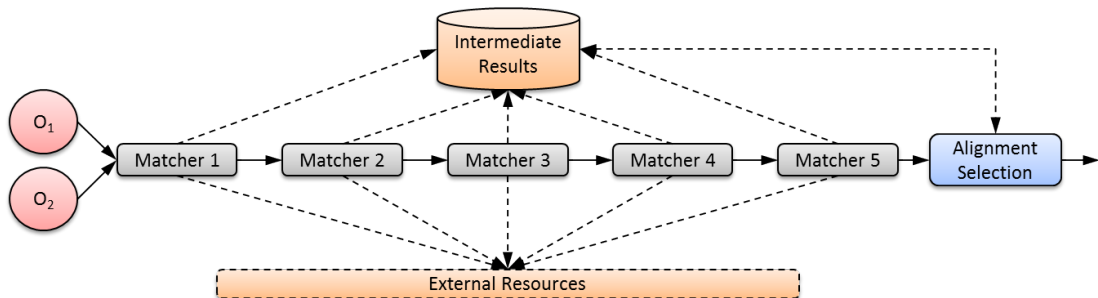 Intermediate
Results
O₁
O₂
Matcher 1
Matcher 2
Matcher 3
Matcher 4
Matcher 5
Alignment
Selection
External Resources